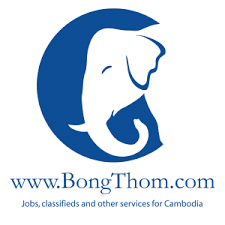 www.BongThom.com
Jobs, classifieds and other services for Cambodia